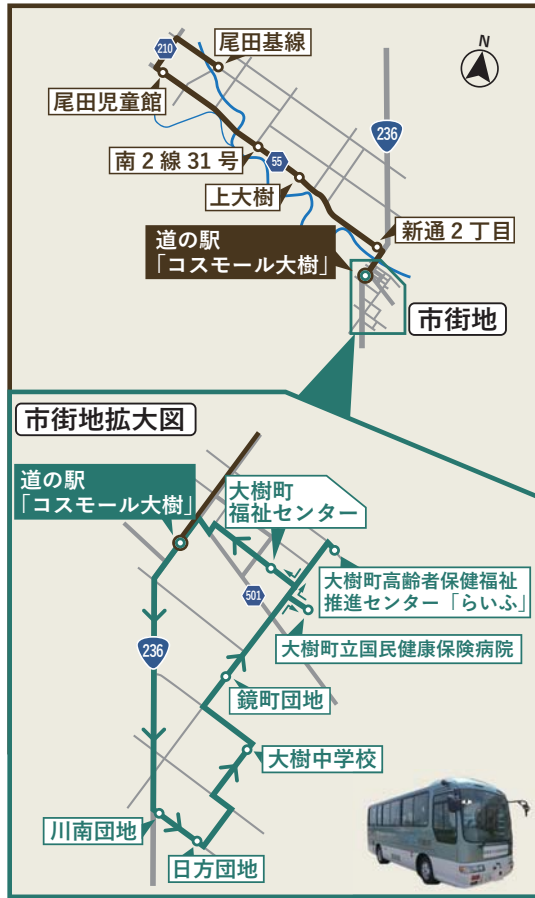 N
210
尾田基線
尾田児童館
236
南2線31号
55
上大樹
新通2丁目
道の駅
「コスモール大樹」
市街地
市街地拡大図
道の駅
「コスモール大樹」
大樹町
福祉センター
501
大樹町高齢者保健福祉
推進センター「らいふ」
大樹町立国民健康保険病院
236
鏡町団地
大樹中学校
川南団地
日方団地